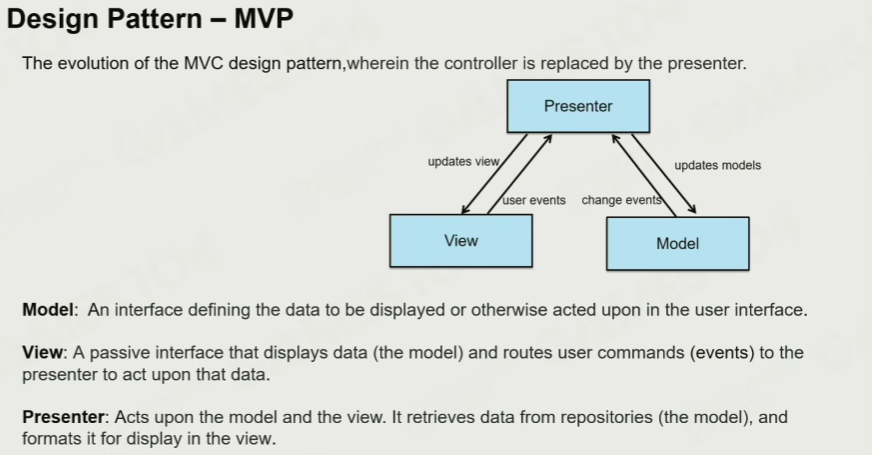 Design Pattern – MVP
The evolution of the MVC design pattern,wherein the controller is replaced by the presenter.
Presenter
updates view
updates models
user events
change events
View
Model
Model: An interface defining the data to be displayed or otherwise acted upon in the user interface.
View: A passive interface that displays data (the model) and routes user commands (events) to the
presenter to act upon that data.
Presenter: Acts upon the model and the view. It retrieves data from repositories (the model), and
formats it for display in the view.